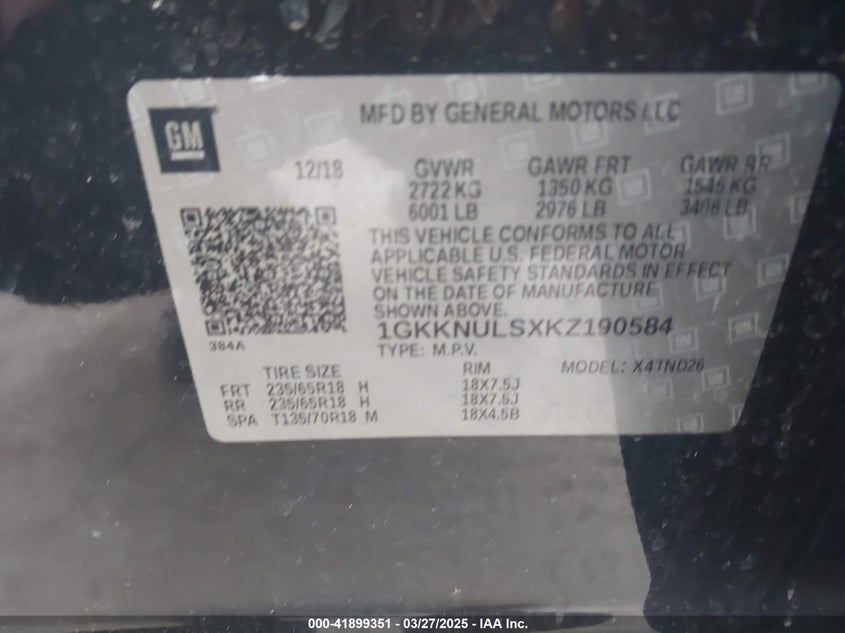 GM
MFD BY GENERAL MOTORS LLC
12/18 GVWR GAWR FRT GAWR RR
2722 KG 1350 KG 1545 KG
6001 LB 2976 LB 3406 LB
THIS VEHICLE CONFORMS TO ALL
APPLICABLE U.S. FEDERAL MOTOR
VEHICLE SAFETY STANDARDS IN EFFECT
ON THE DATE OF MANUFACTURE
SHOWN ABOVE.
1GKKNULSXKZ190584
384A
TYPE: M.P.V. MODEL: X4TND26
TIRE SIZE RIM
FRT 235/65R18 H 18X7.5J
RR 235/65R18 H 18X7.5J
SPA T135/70R18 M 18X4.5B
000-41899351 - 03/27/2025 - IAA Inc.